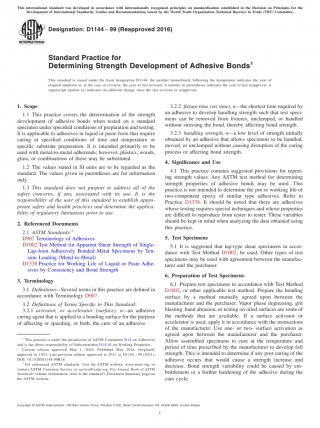 This international standard was developed in accordance with internationally recognized principles on standardization established in the Decision on Principles for the
Development of International Standards, Guides and Recommendations issued by the World Trade Organization Technical Barriers to Trade (TBT) Committee.
Designation: D1144 − 99 (Reapproved 2016)
Standard Practice for
Determining Strength Development of Adhesive Bonds1
This standard is issued under the fixed designation D1144; the number immediately following the designation indicates the year of
original adoption or, in the case of revision, the year of last revision. A number in parentheses indicates the year of last reapproval. A
superscript epsilon (ε) indicates an editorial change since the last revision or reapproval.
1. Scope
1.1 This practice covers the determination of the strength
development of adhesive bonds when tested on a standard
specimen under specified conditions of preparation and testing.
It is applicable to adhesives in liquid or paste form that require
curing at specified conditions of time and temperature or
specific substrate preparation. It is intended primarily to be
used with metal-to-metal adherends; however, plastics, woods,
glass, or combinations of these may be substituted.
1.2 The values stated in SI units are to be regarded as the
standard. The values given in parentheses are for information
only.
1.3 This standard does not purport to address all of the
safety concerns, if any, associated with its use. It is the
responsibility of the user of this standard to establish appro-
priate safety and health practices and determine the applica-
bility of regulatory limitations prior to use.
2. Referenced Documents
2.1 ASTM Standards:2
D907 Terminology of Adhesives
D1002 Test Method for Apparent Shear Strength of Single-
Lap-Joint Adhesively Bonded Metal Specimens by Ten-
sion Loading (Metal-to-Metal)
D1338 Practice for Working Life of Liquid or Paste Adhe-
sives by Consistency and Bond Strength
3. Terminology
3.1 Definitions—Several terms in this practice are defined in
accordance with Terminology D907.
3.2 Definitions of Terms Specific to This Standard:
3.2.1 activator or accelerator (surface), n—an adhesive
curing agent that is applied to a bonding surface for the purpose
of affecting or speeding, or both, the cure of an adhesive.
1 This practice is under the jurisdiction of ASTM Committee D14 on Adhesives
and is the direct responsibility of Subcommittee D14.10 on Working Properties.
Current edition approved May 1, 2016. Published May 2016. Originally
approved in 1992. Last previous edition approved in 2011 as D1144 – 99 (2011).
DOI: 10.1520/D1144-99R16.
2 For referenced ASTM standards, visit the ASTM website, www.astm.org, or
contact ASTM Customer Service at service@astm.org. For Annual Book of ASTM
Standards volume information, refer to the standard's Document Summary page on
the ASTM website.
3.2.2 fixture time (set time), n—the shortest time required by
an adhesive to develop handling strength such that test speci-
mens can be removed from fixtures, unclamped, or handled
without stressing the bond, thereby affecting bond strength.
3.2.3 handling strength, n—a low level of strength initially
obtained by an adhesive that allows specimens to be handled,
moved, or unclamped without causing disruption of the curing
process or affecting bond strength.
4. Significance and Use
4.1 This practice contains suggested provisions for report-
ing strength values. Any ASTM test method for determining
strength properties of adhesive bonds may be used. This
practice is not intended to determine the pot or working life of
two-component epoxy of similar type adhesives. Refer to
Practice D1338. It should be noted that there are adhesives
whose testing requires special techniques and whose properties
are difficult to reproduce from tester to tester. These variables
should be kept in mind when analyzing the data obtained using
this practice.
5. Test Specimens
5.1 It is suggested that lap-type shear specimens in accor-
dance with Test Method D1002, be used. Other types of test
specimens may be used with agreement between the manufac-
turer and the purchaser.
6. Preparation of Test Specimens
6.1 Prepare test specimens in accordance with Test Method
D1002, or other applicable test method. Prepare the bonding
surface by a method mutually agreed upon between the
manufacturer and the purchaser. Vapor phase degreasing, grit
blasting, hand abrasion, or testing on oiled surfaces are some of
the methods that are available. If a surface activator or
accelerator is used, apply it in accordance with the instructions
of the manufacturer. Use one- or two- surface activators as
agreed upon between the manufacturer and the purchaser.
Allow assembled specimens to cure at the temperature and
period of time prescribed by the manufacturer to develop full
strength. This is intended to determine if any post curing of the
adhesive occurs that would cause a strength increase and
decrease. Bond strength variability could be caused by em-
brittlement or a further hardening of the adhesive during the
cure cycle.
Copyright © ASTM International, 100 Barr Harbor Drive, PO Box C700, West Conshohocken, PA 19428-2959. United States
1